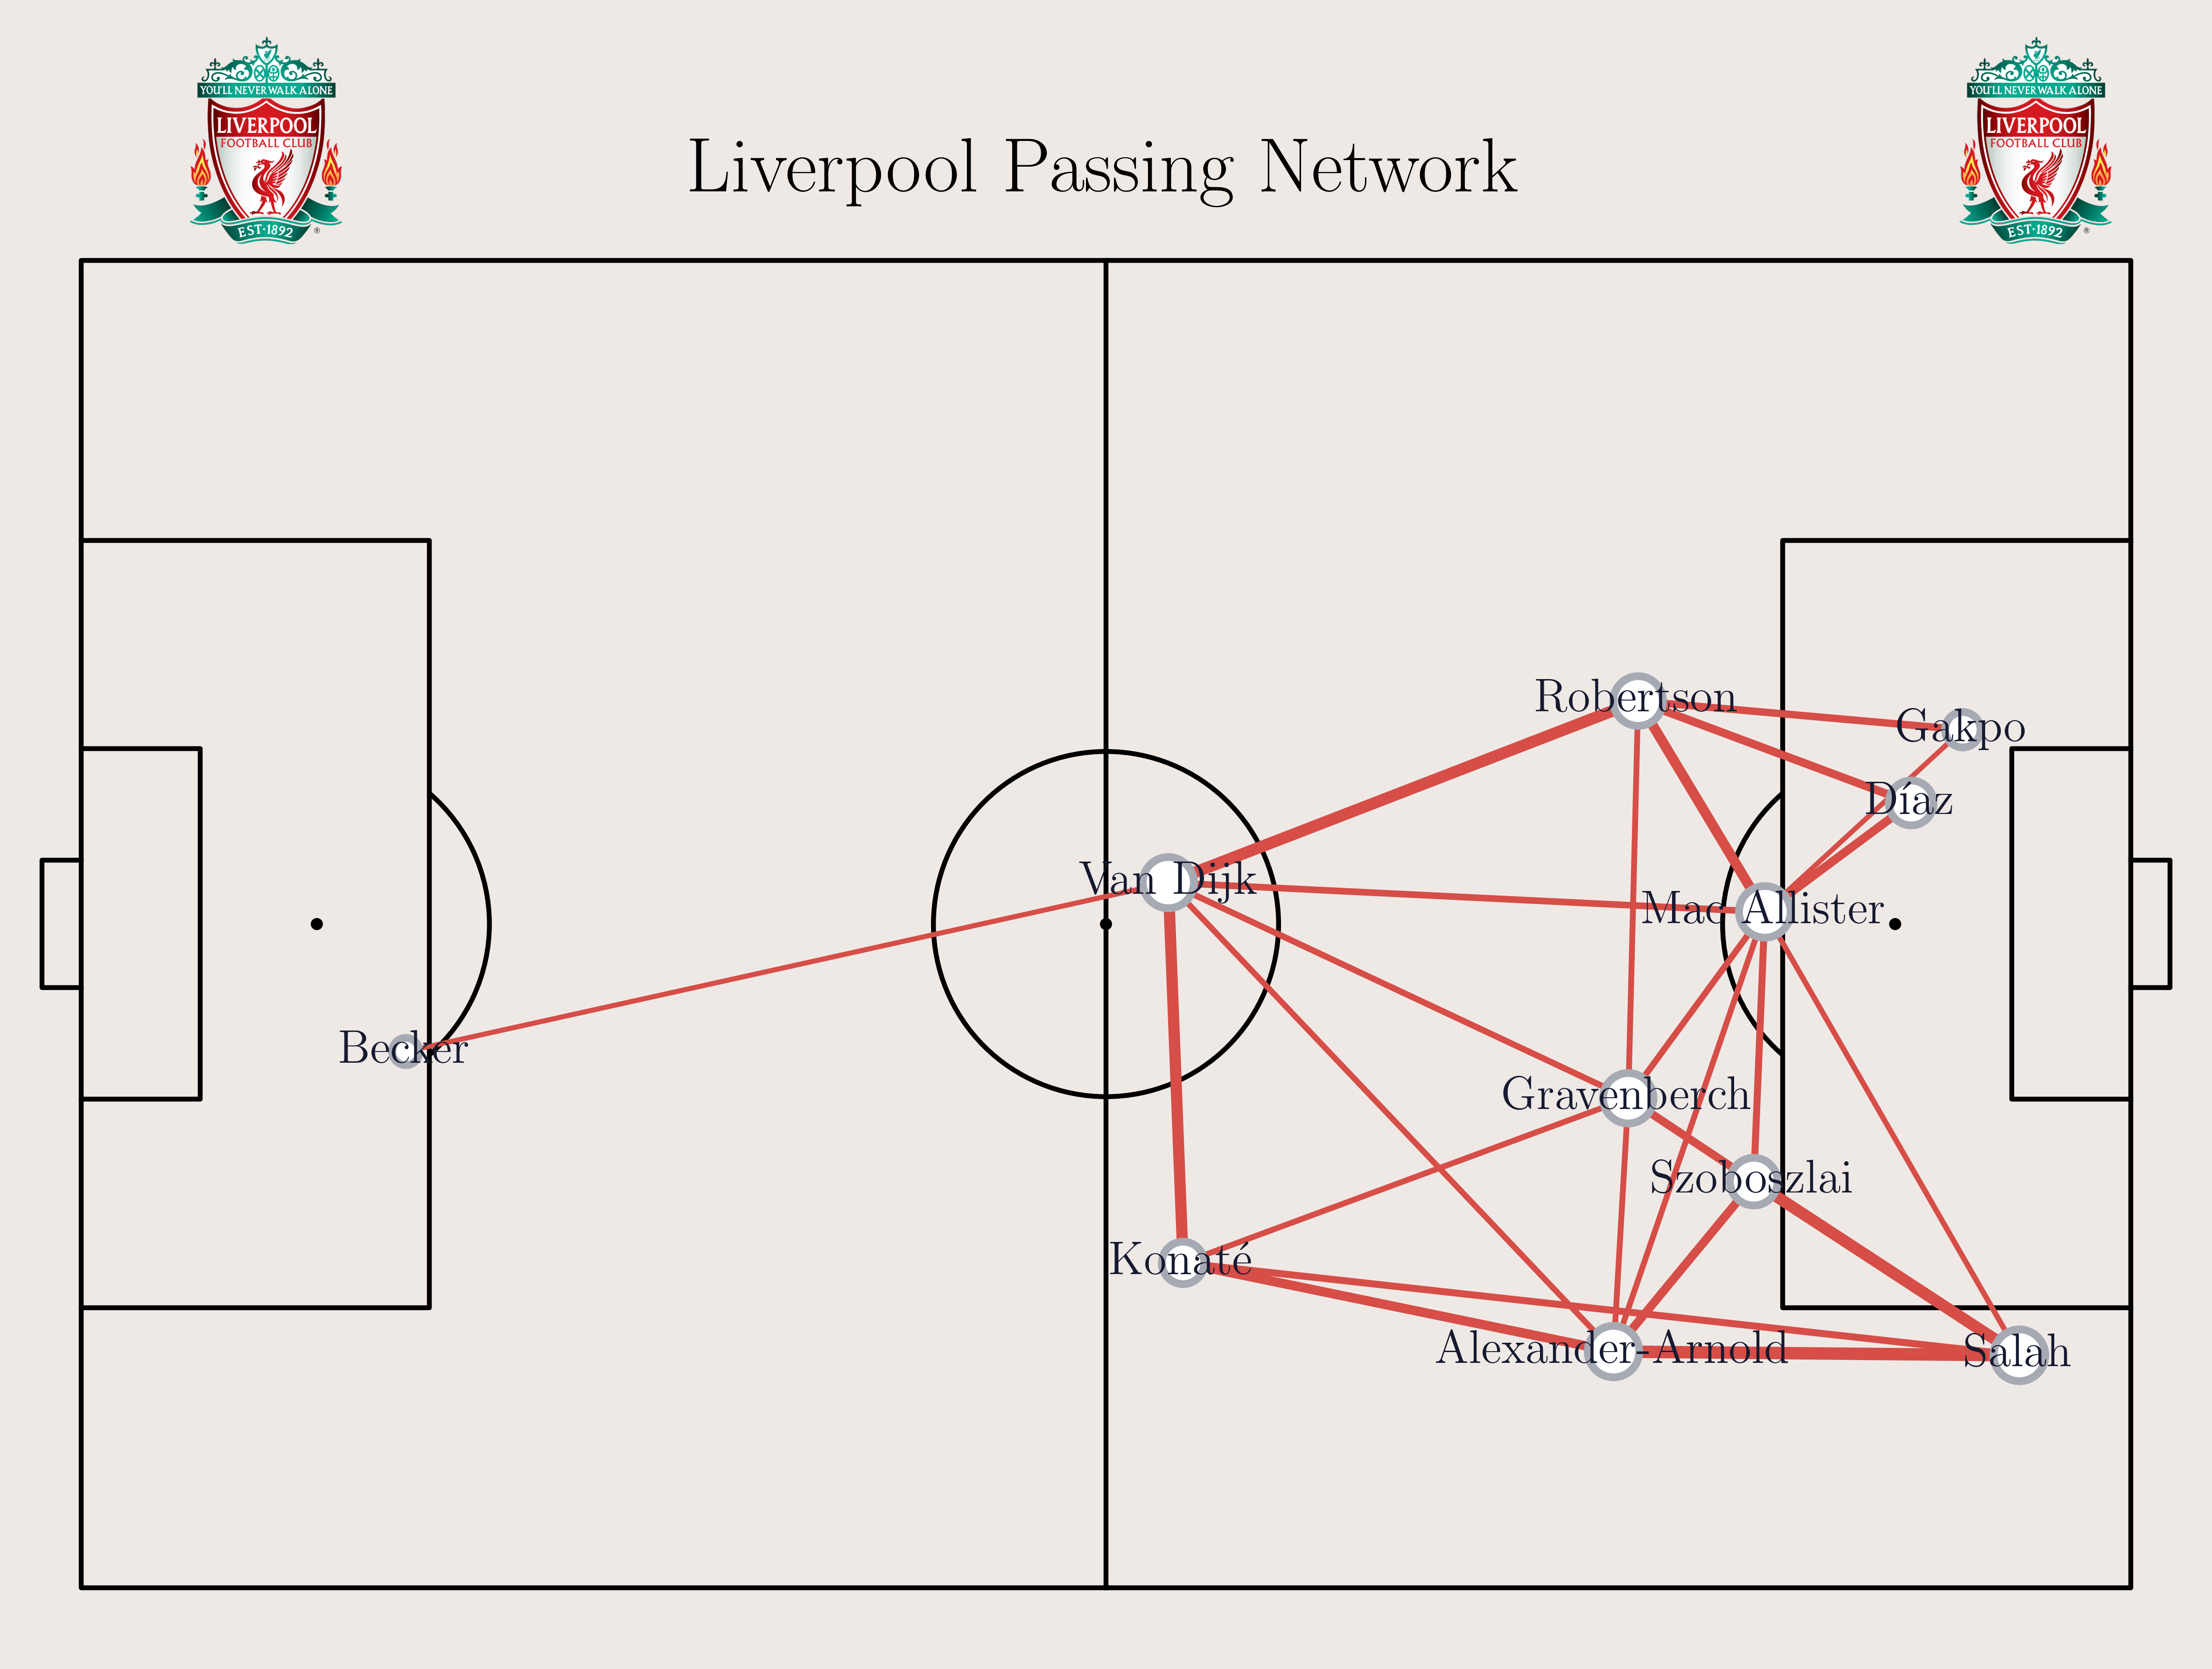 YOU'LL NEVER WALK ALONE
LIVERPOOL
FOOTBALL CLUB
EST·1892
®
Liverpool Passing Network
YOU'LL NEVER WALK ALONE
LIVERPOOL
FOOTBALL CLUB
EST·1892
®
Robertson
Gakpo
Díaz
Van Dijk
Mac Allister
Becker
Gravenberch
Szoboszlai
Konaté
Alexander-Arnold
Salah